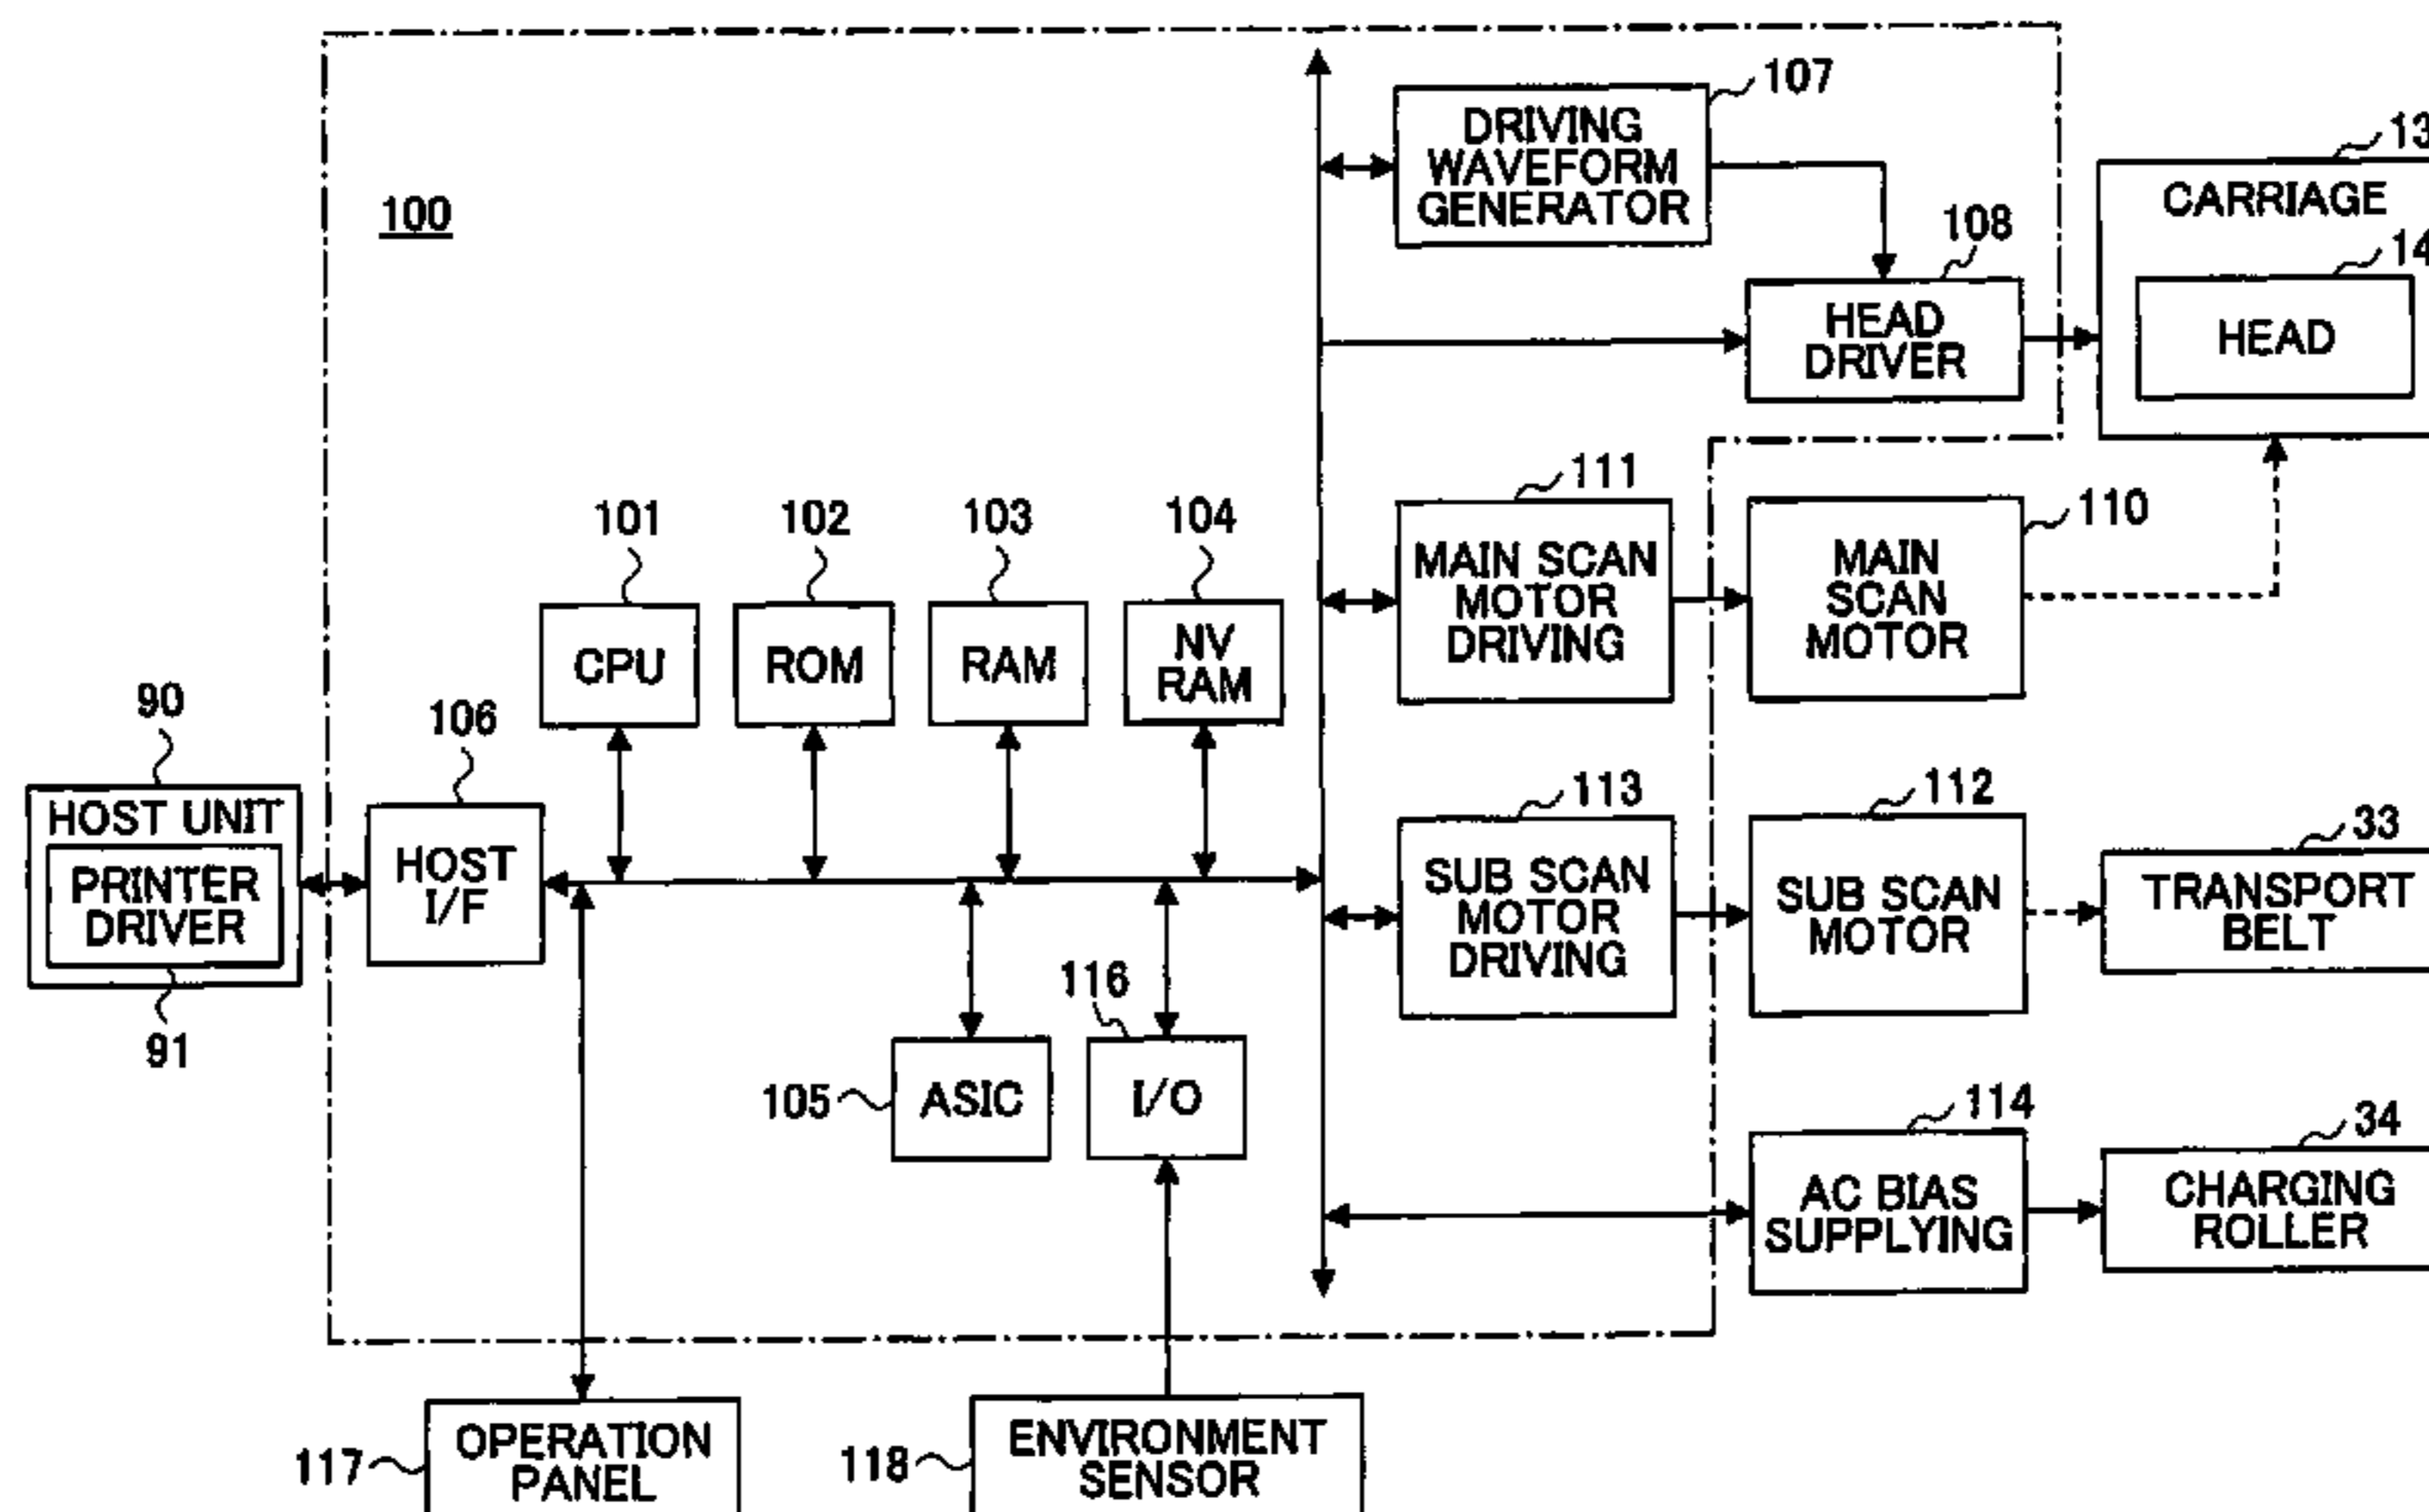 107
DRIVING
WAVEFORM
GENERATOR
13
CARRIAGE
100
108
14
HEAD
DRIVER
HEAD
111
110
101
102
103
104
MAIN SCAN
MOTOR
DRIVING
MAIN
SCAN
MOTOR
CPU
ROM
RAM
NV
RAM
90
106
HOST UNIT
PRINTER
DRIVER
91
HOST
I/F
113
112
33
SUB SCAN
MOTOR
DRIVING
SUB SCAN
MOTOR
TRANSPORT
BELT
116
105
ASIC
I/O
114
34
AC BIAS
SUPPLYING
CHARGING
ROLLER
117
OPERATION
PANEL
118
ENVIRONMENT
SENSOR